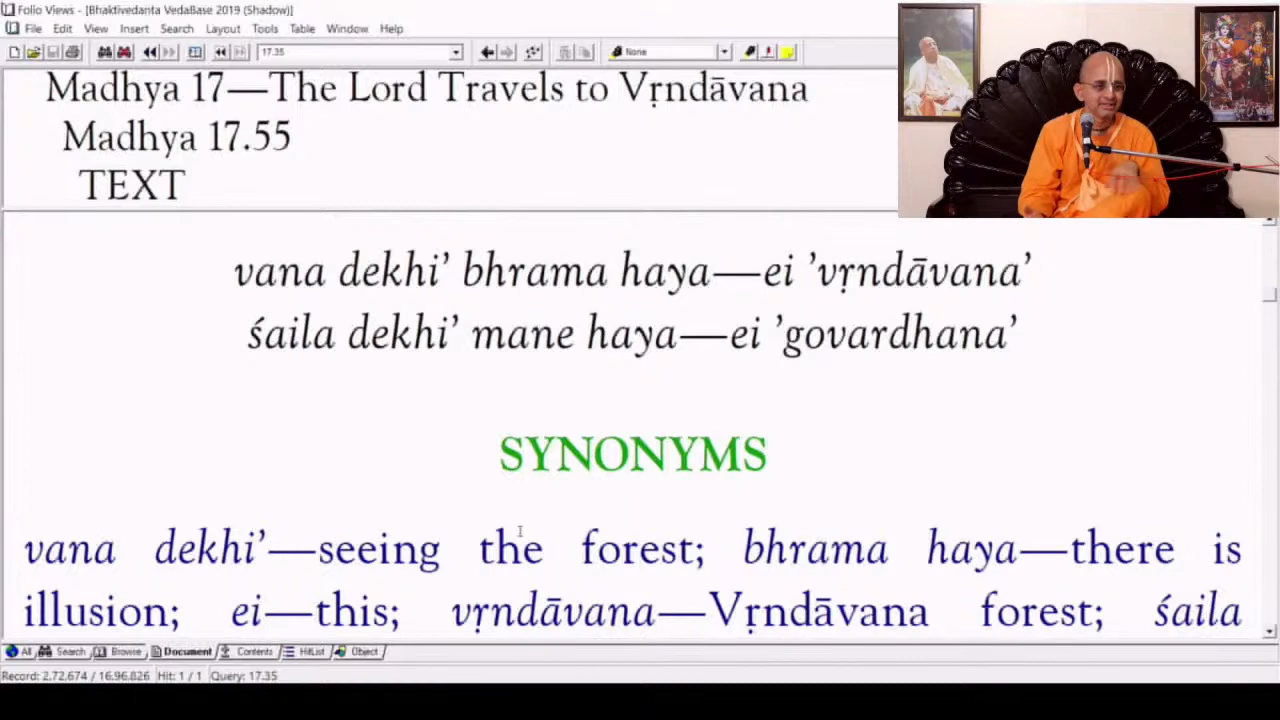 Folio Views - [Bhaktivedanta VedaBase 2019 (Shadow)]
File Edit View Insert Search Layout Tools Table Window Help
17.35 None
Madhya 17—The Lord Travels to Vṛndāvana
Madhya 17.55
TEXT
vana dekhi’ bhrama haya—ei ’vṛndāvana’
śaila dekhi’ mane haya—ei ’govardhana’
SYNONYMS
vana dekhi’—seeing the forest; bhrama haya—there is
illusion; ei—this; vṛndāvana—Vṛndāvana forest; śaila
All Search Browse Document Contents HitList Object
Record: 2,72,674 / 16,96,826 Hit: 1 / 1 Query: 17.35